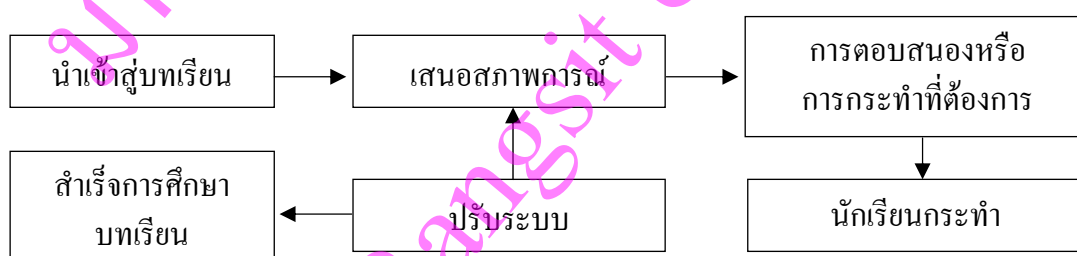 นำเข้าสู่บทเรียน
เสนอสภาพการณ์
การตอบสนองหรือ
การกระทำที่ต้องการ
สำเร็จการศึกษา
บทเรียน
ปรับระบบ
นักเรียนกระทำ
angsit